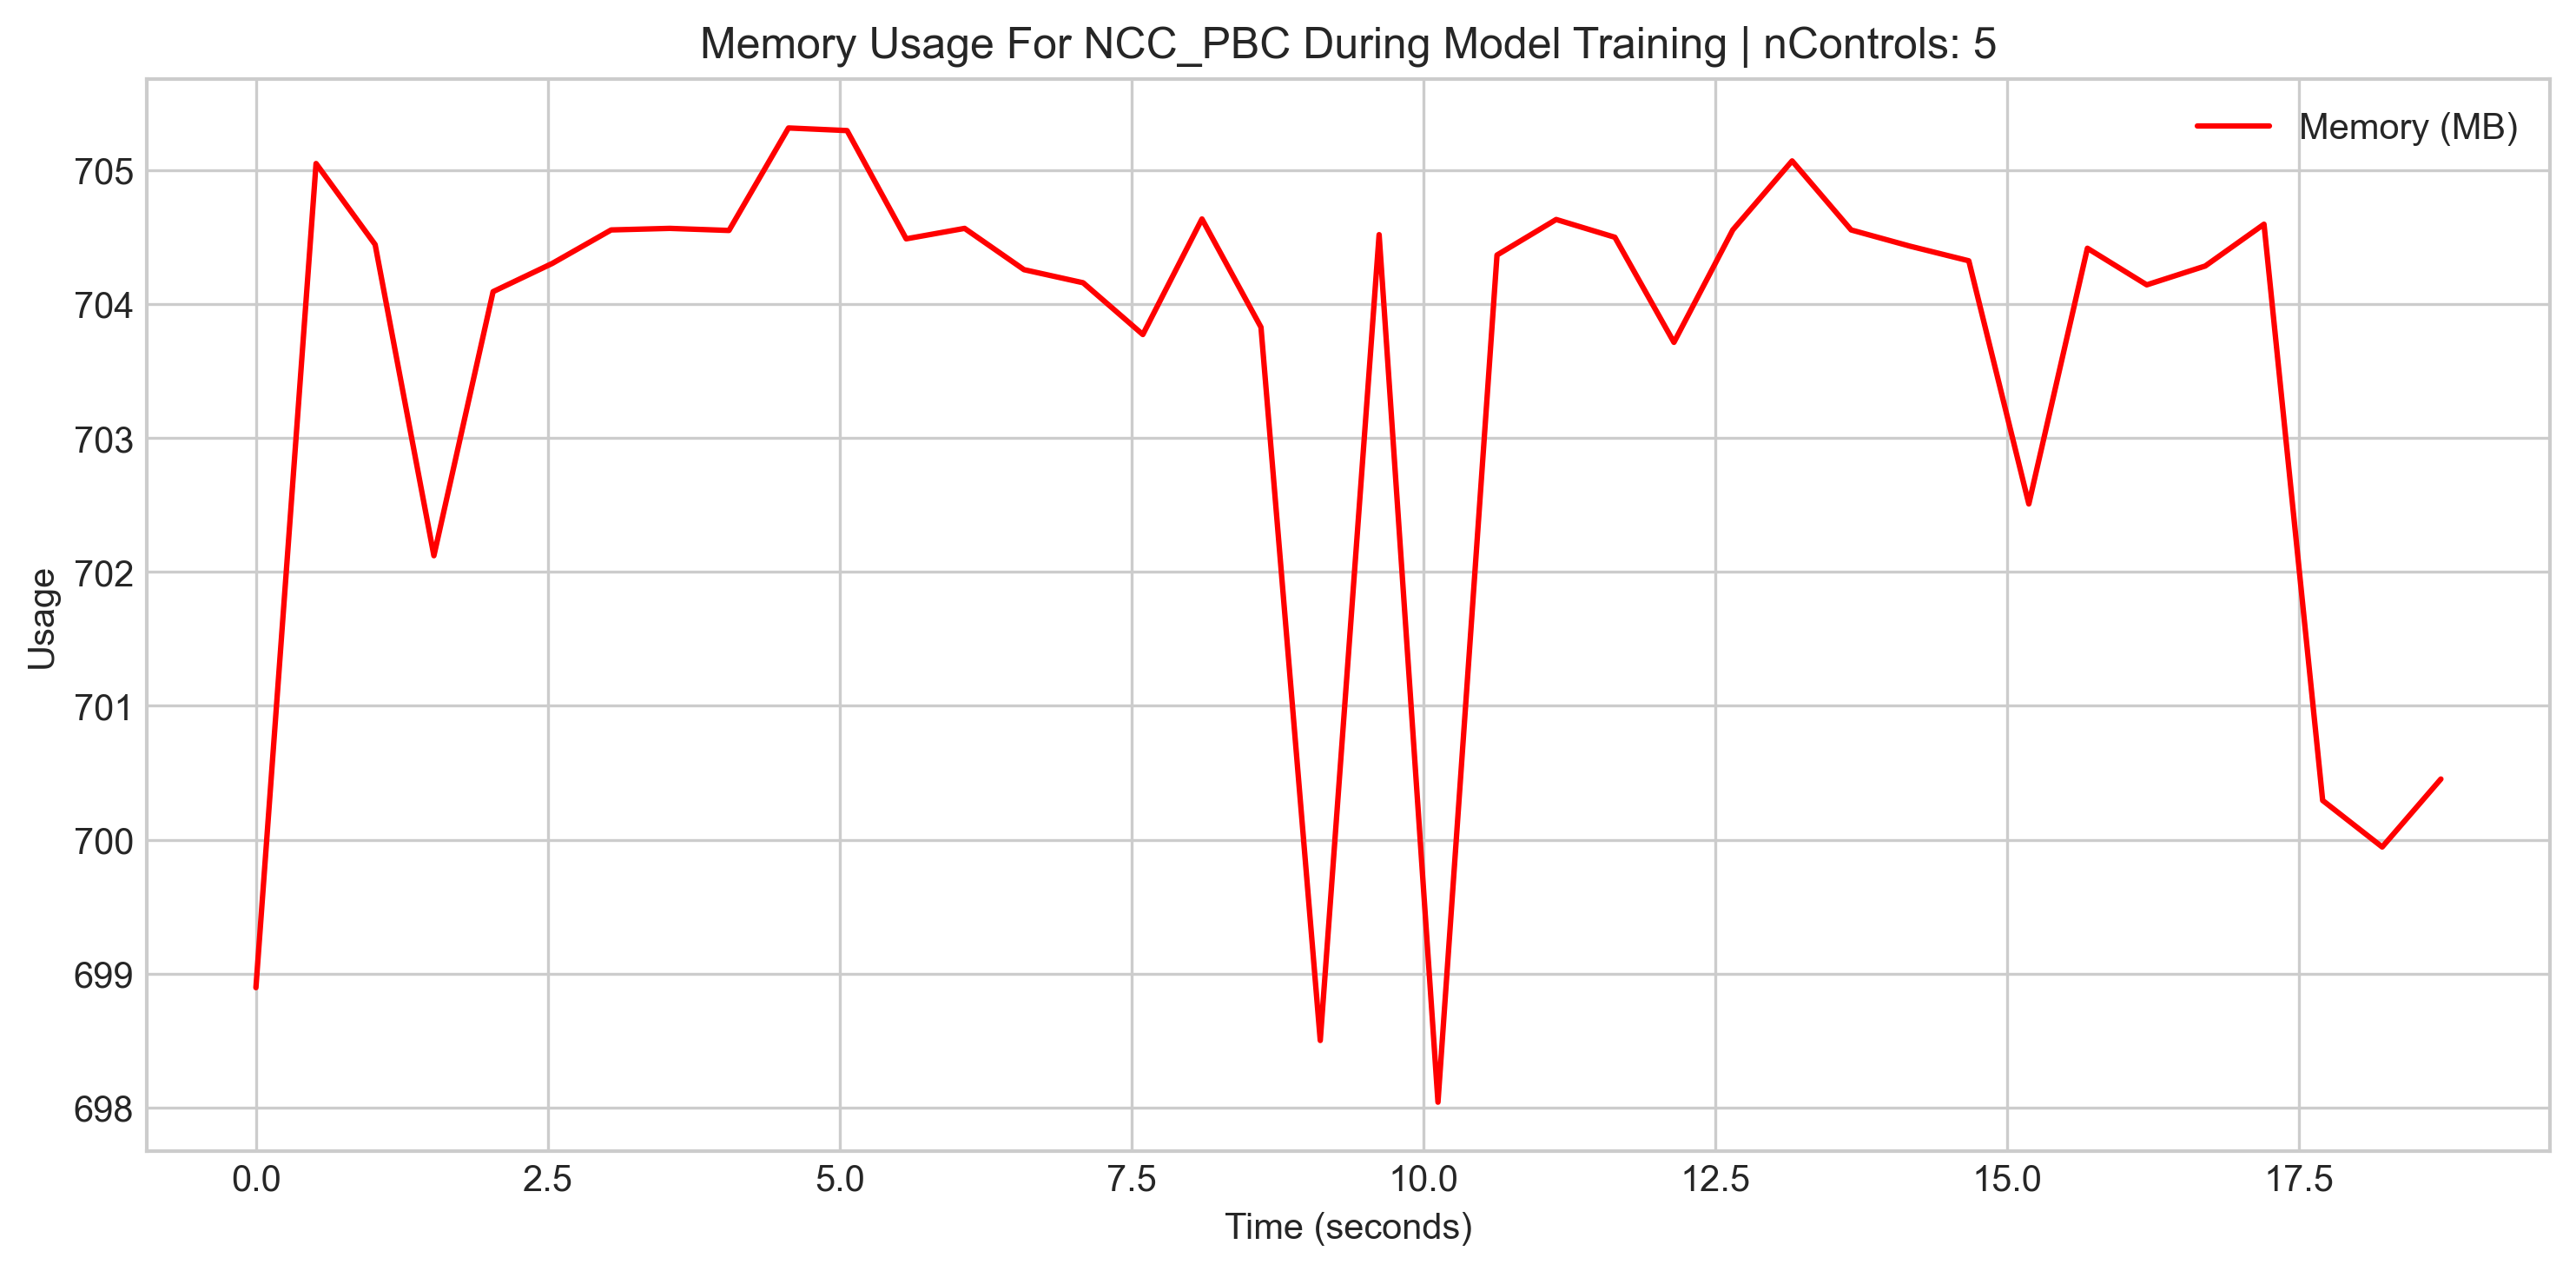 Memory Usage For NCC_PBC During Model Training | nControls: 5
Memory (MB)
705
704
703
702
701
700
699
698
Usage
0.0 2.5 5.0 7.5 10.0 12.5 15.0 17.5
Time (seconds)